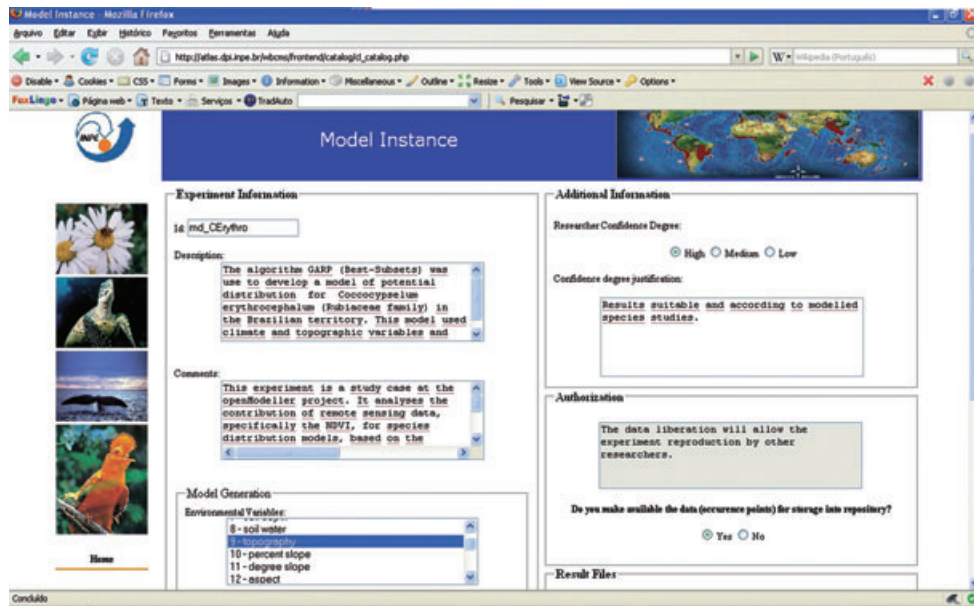 Model Instance - Mozilla Firefox
Arquivo Editar Exibir Histórico Favoritos Ferramentas Ajuda
http://atlas.dpi.inpe.br/wbcms/frontend/catalog/cl_catalog.php
W Wikipedia (Português)
Disable Cookies CSS Forms Images Information Miscellaneous Outline Resize Tools View Source Options
FoxLingo Página web Texto Serviços TradAuto Pesquisar
INPE
Model Instance
Experiment Information
Id: md_CErythro
Description:
The algorithm GARP (Best-Subsets) was
use to develop a model of potential
distribution for Coccocypselum
erythrocephalum (Rubiaceae family) in
the Brazilian territory. This model used
climate and topographic variables and
Comments:
This experiment is a study case at the
openModeller project. It analyses the
contribution of remote sensing data,
specifically the NDVI, for species
distribution models, based on the
Model Generation
Environmental Variables:
8 - soil water
9 - topography
10 - percent slope
11 - degree slope
12 - aspect
Home
Additional Information
Researcher Confidence Degree:
High Medium Low
Confidence degree justification:
Results suitable and according to modelled
species studies.
Authorization
The data liberation will allow the
experiment reproduction by other
researchers.
Do you make available the data (occurence points) for storage into repository?
Yes No
Result Files
Concluído